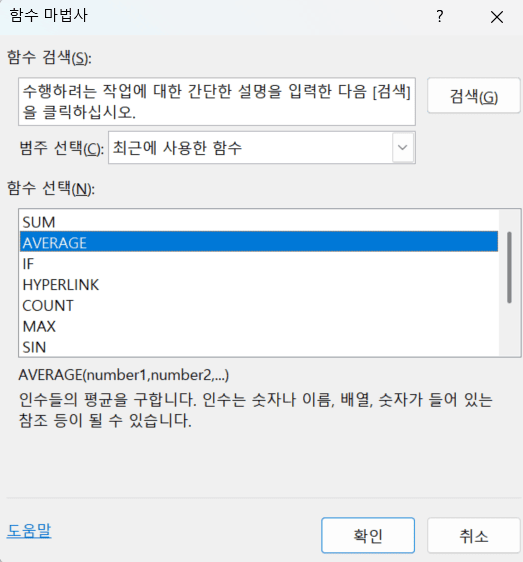 함수 마법사
?
함수 검색(S):
수행하려는 작업에 대한 간단한 설명을 입력한 다음 [검색]
을 클릭하십시오.
검색(G)
범주 선택(C):
최근에 사용한 함수
함수 선택(N):
SUM
AVERAGE
IF
HYPERLINK
COUNT
MAX
SIN
AVERAGE(number1,number2,...)
인수들의 평균을 구합니다. 인수는 숫자나 이름, 배열, 숫자가 들어 있는
참조 등이 될 수 있습니다.
도움말
확인
취소